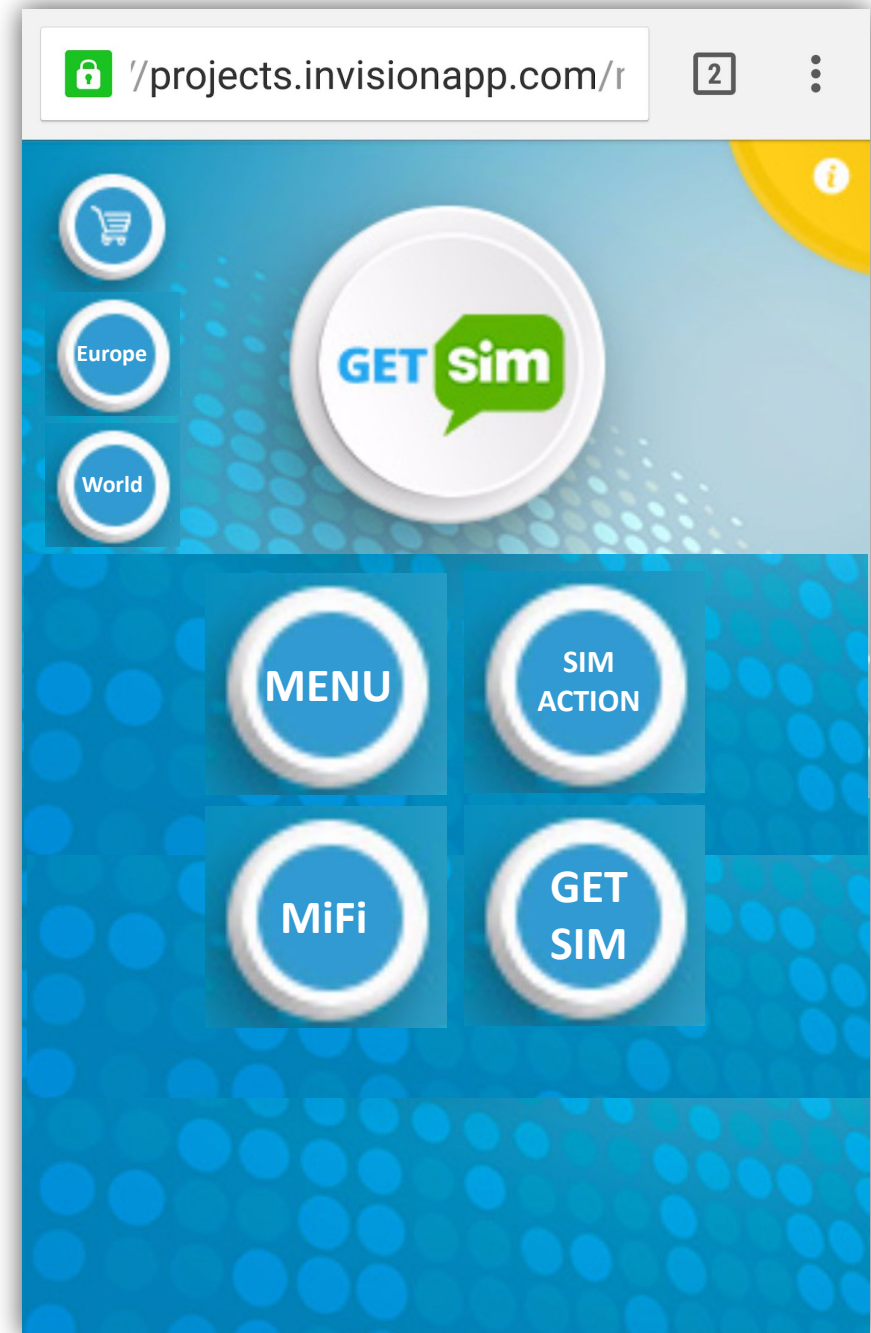 //projects.invisionapp.com/r
2
i
Europe
GET sim
World
MENU
SIM
ACTION
MiFi
GET
SIM